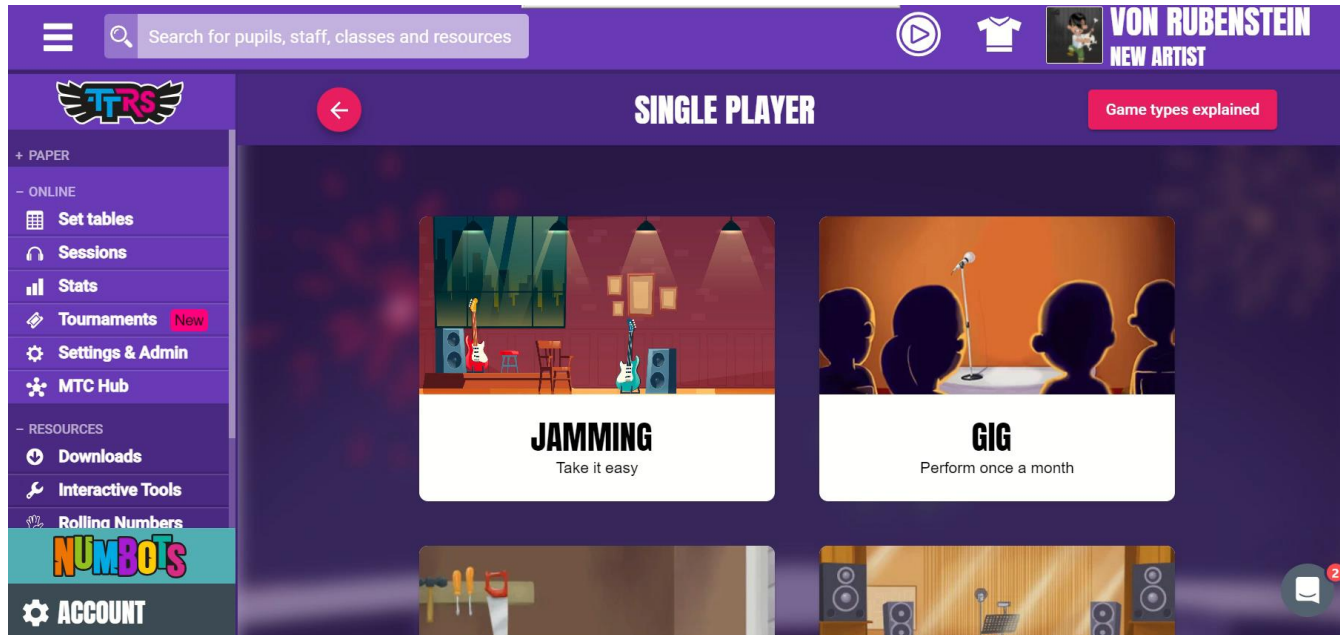 Search for pupils, staff, classes and resources
VON RUBENSTEIN
NEW ARTIST
TTRS
SINGLE PLAYER
Game types explained
+ PAPER
– ONLINE
Set tables
Sessions
Stats
Tournaments New
Settings & Admin
MTC Hub
– RESOURCES
Downloads
Interactive Tools
Rolling Numbers
NUMBOTS
ACCOUNT
JAMMING
Take it easy
GIG
Perform once a month
2